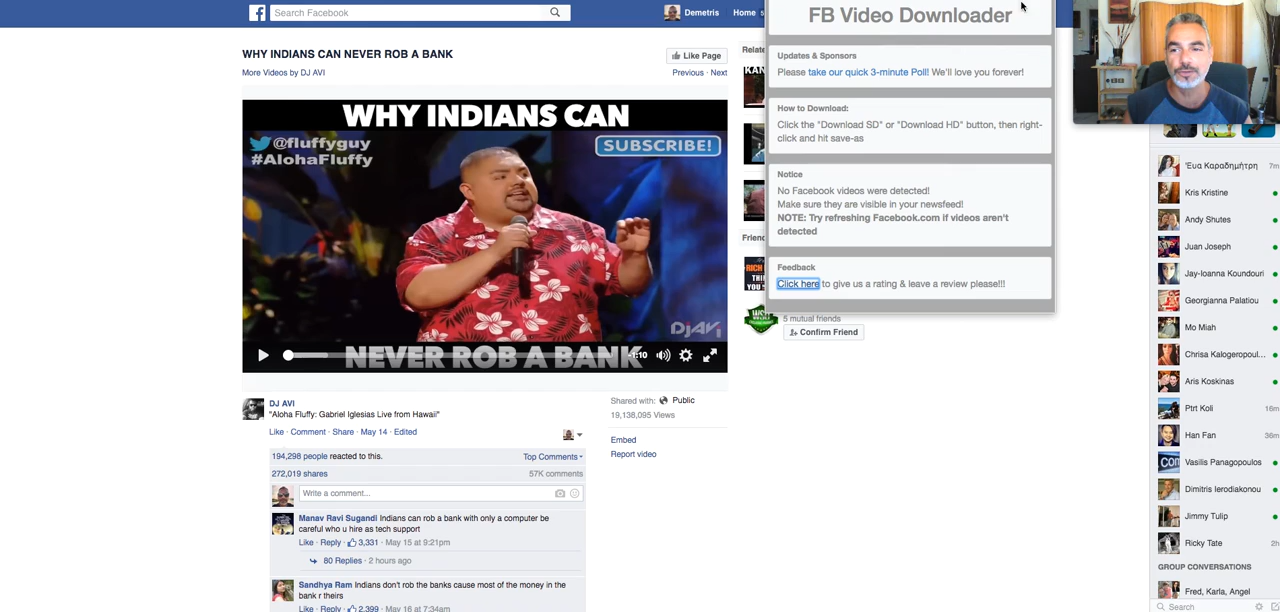 Search Facebook
Demetris
Home
FB Video Downloader
Updates & Sponsors
Please take our quick 3-minute Poll! We'll love you forever!
How to Download:
Click the "Download SD" or "Download HD" button, then right-
click and hit save-as
Notice
No Facebook videos were detected!
Make sure they are visible in your newsfeed!
NOTE: Try refreshing Facebook.com if videos aren't
detected
Feedback
Click here to give us a rating & leave a review please!!!
WHY INDIANS CAN NEVER ROB A BANK
Like Page
More Videos by DJ AVI
Previous · Next
WHY INDIANS CAN
@fluffyguy
#AlohaFluffy
SUBSCRIBE!
DJAVI
NEVER ROB A BANK
-1:10
5 mutual friends
Confirm Friend
DJ AVI
"Aloha Fluffy: Gabriel Iglesias Live from Hawaii"
Like · Comment · Share · May 14 · Edited
Shared with: Public
19,138,095 Views
Embed
Report video
194,298 people reacted to this.
Top Comments
272,019 shares
57K comments
Write a comment...
Manav Ravi Sugandi Indians can rob a bank with only a computer be
careful who u hire as tech support
Like · Reply · 3,331 · May 15 at 9:21pm
80 Replies · 2 hours ago
Sandhya Ram Indians don't rob the banks cause most of the money in the
bank r theirs
Like · Reply · 2,399 · May 16 at 7:34am
Έυα Καραδημήτρη 7m
Kris Kristine
Andy Shutes
Juan Joseph
Jay-Ioanna Koundouri
Georgianna Palatiou
Mo Miah
Chrisa Kalogeropoul...
Aris Koskinas
Ptrt Koli 16m
Han Fan 36m
Vasilis Panagopoulos
Dimitris Ierodiakonou
Jimmy Tulip
Ricky Tate 2h
GROUP CONVERSATIONS
Fred, Karla, Angel
Search